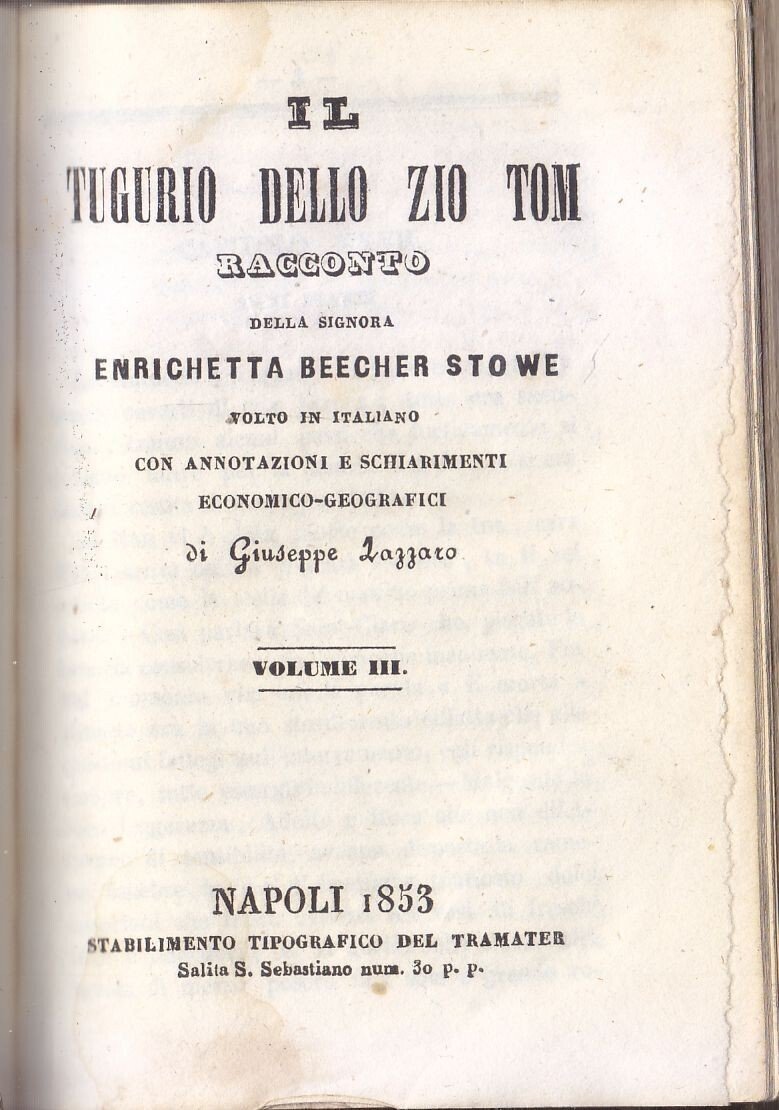 IL
TUGURIO DELLO ZIO TOM
RACCONTO
DELLA SIGNORA
ENRICHETTA BEECHER STOWE
VOLTO IN ITALIANO
CON ANNOTAZIONI E SCHIARIMENTI
ECONOMICO-GEOGRAFICI
di Giuseppe Lazzaro
VOLUME III.
NAPOLI 1853
STABILIMENTO TIPOGRAFICO DEL TRAMATER
Salita S. Sebastiano num. 30 p. p.